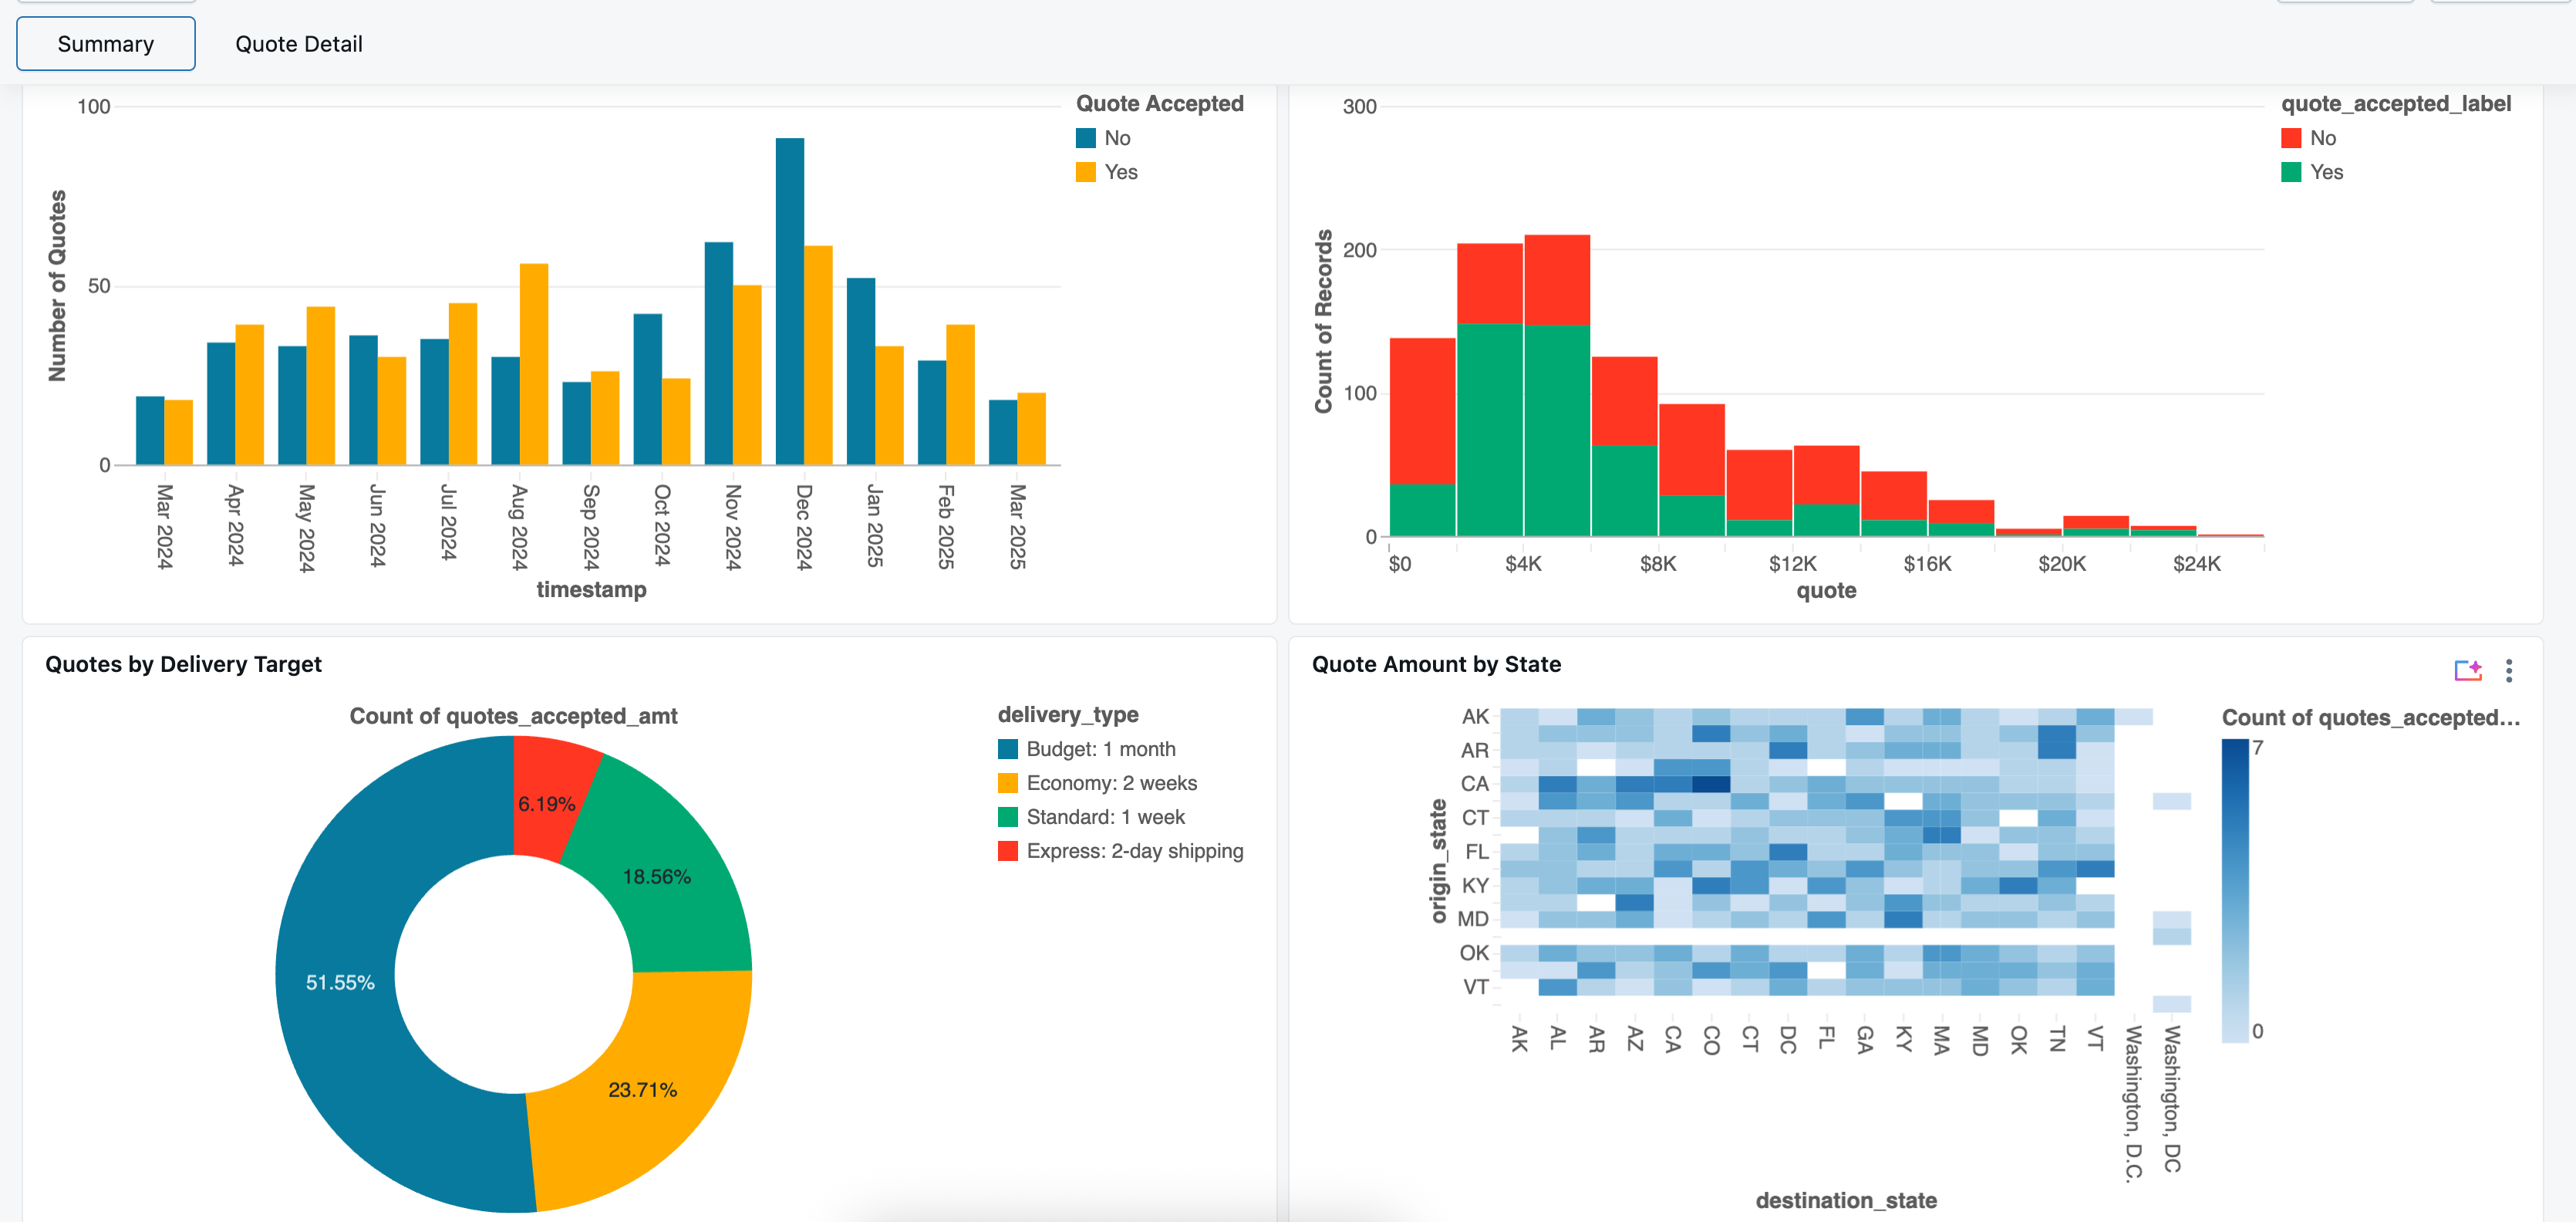 Summary
Quote Detail
100
50
0
Number of Quotes
Mar 2024
Apr 2024
May 2024
Jun 2024
Jul 2024
Aug 2024
Sep 2024
Oct 2024
Nov 2024
Dec 2024
Jan 2025
Feb 2025
Mar 2025
timestamp
Quote Accepted
No
Yes
300
200
100
0
Count of Records
$0
$4K
$8K
$12K
$16K
$20K
$24K
quote
quote_accepted_label
No
Yes
Quotes by Delivery Target
Count of quotes_accepted_amt
6.19%
18.56%
51.55%
23.71%
delivery_type
Budget: 1 month
Economy: 2 weeks
Standard: 1 week
Express: 2-day shipping
Quote Amount by State
AK
AR
CA
CT
FL
KY
MD
OK
VT
origin_state
AK
AL
AR
AZ
CA
CO
CT
DC
FL
GA
KY
MA
MD
OK
TN
VT
Washington, D.C.
Washington, DC
destination_state
Count of quotes_accepted...
7
0